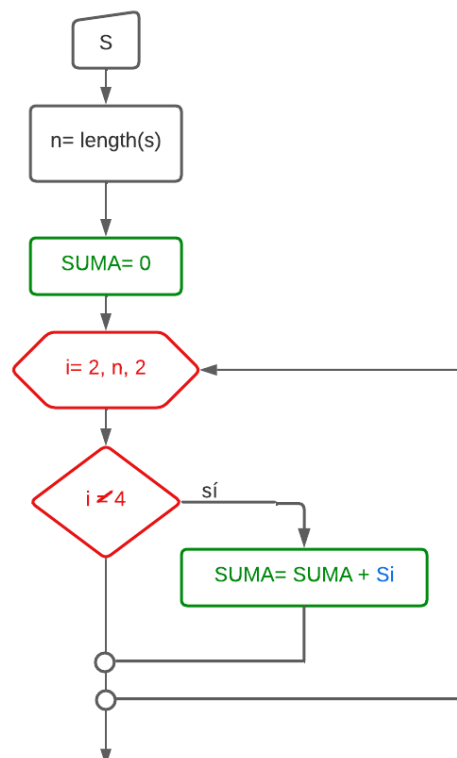 S
n= length(s)
SUMA= 0
i= 2, n, 2
i ≠ 4
sí
SUMA= SUMA + Si